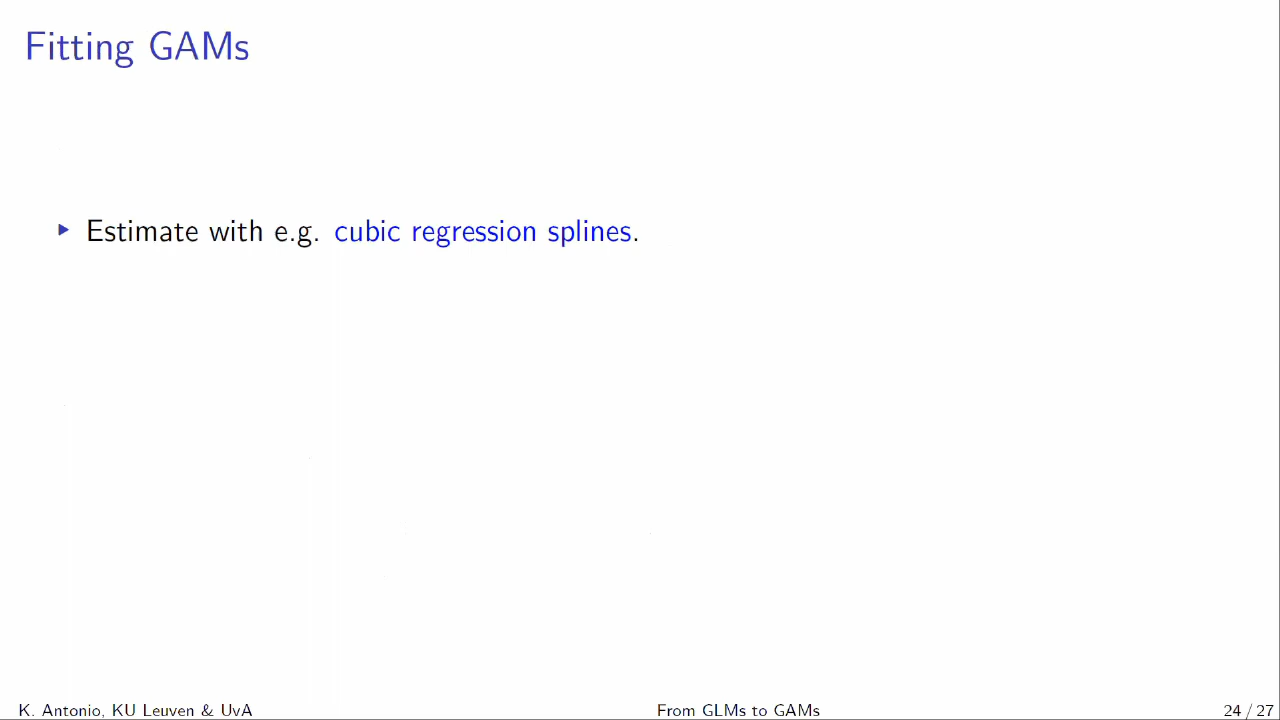 Fitting GAMs
Estimate with e.g. cubic regression splines.
K. Antonio, KU Leuven & UvA
From GLMs to GAMs
24 / 27